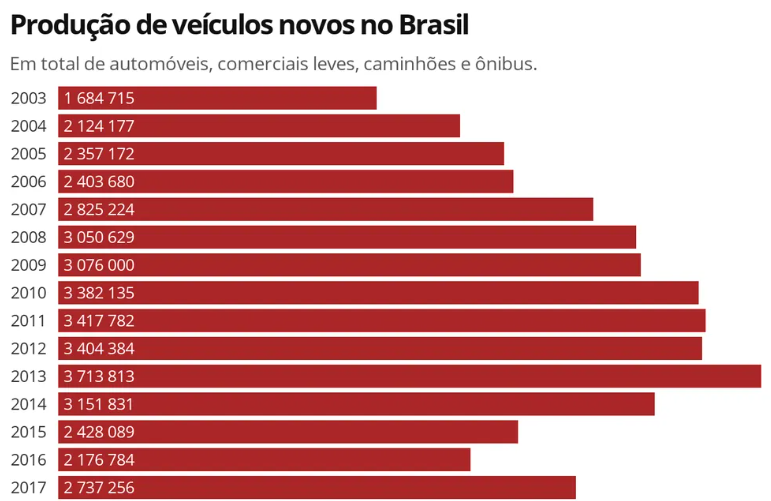 Produção de veículos novos no Brasil
Em total de automóveis, comerciais leves, caminhões e ônibus.
2003 1 684 715
2004 2 124 177
2005 2 357 172
2006 2 403 680
2007 2 825 224
2008 3 050 629
2009 3 076 000
2010 3 382 135
2011 3 417 782
2012 3 404 384
2013 3 713 813
2014 3 151 831
2015 2 428 089
2016 2 176 784
2017 2 737 256